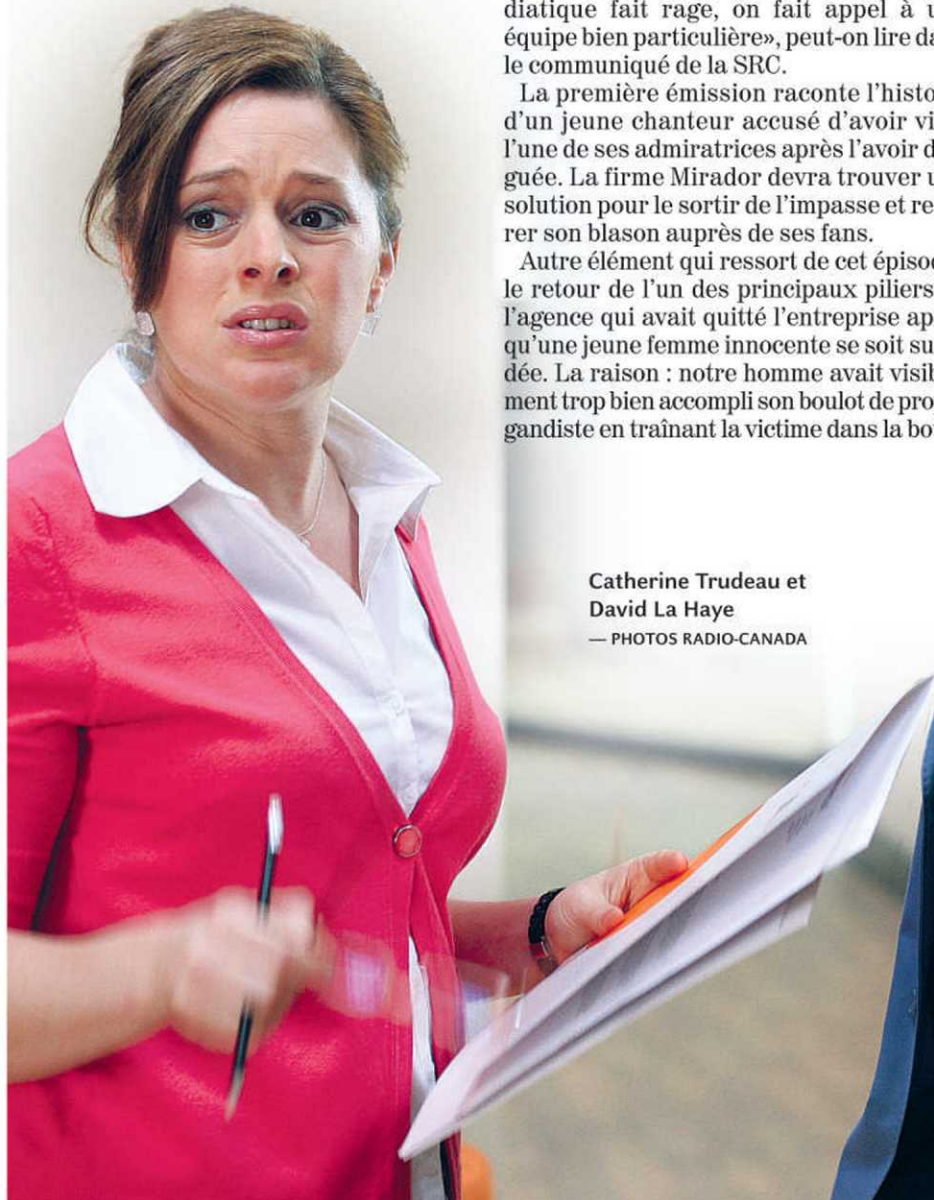 diatique fait rage, on fait appel à
équipe bien particulière», peut-on lire
le communiqué de la SRC.
La première émission raconte l'histo
d'un jeune chanteur accusé d'avoir vi
l'une de ses admiratrices après l'avoir d
guée. La firme Mirador devra trouver
solution pour le sortir de l'impasse et re
rer son blason auprès de ses fans.
Autre élément qui ressort de cet épiso
le retour de l'un des principaux piliers
l'agence qui avait quitté l'entreprise ap
qu'une jeune femme innocente se soit su
dée. La raison : notre homme avait visib
ment trop bien accompli son boulot de pro
gandiste en traînant la victime dans la bo
Catherine Trudeau et
David La Haye
— PHOTOS RADIO-CANADA